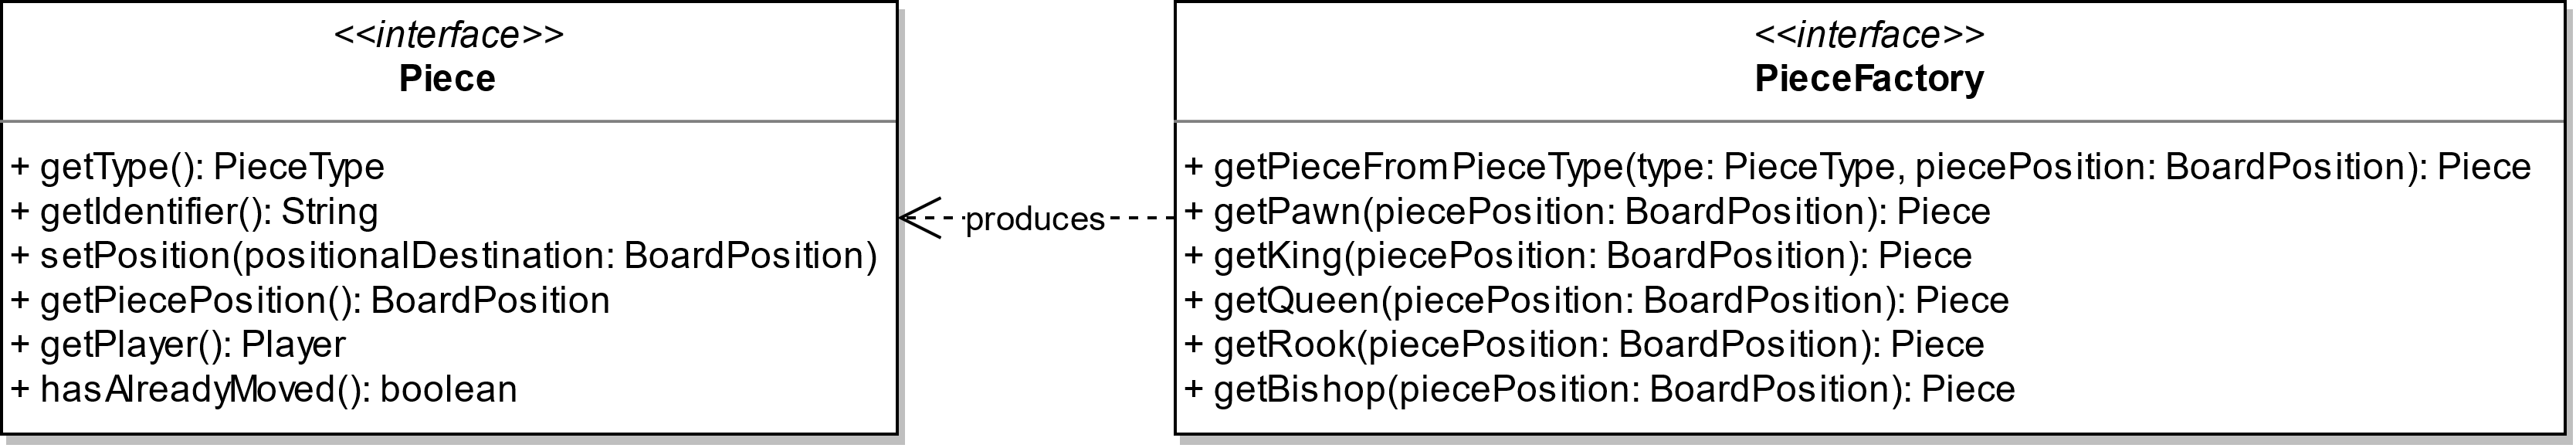 <<interface>>
Piece
+ getType(): PieceType
+ getIdentifier(): String
+ setPosition(positionalDestination: BoardPosition)
+ getPiecePosition(): BoardPosition
+ getPlayer(): Player
+ hasAlreadyMoved(): boolean
produces
<<interface>>
PieceFactory
+ getPieceFromPieceType(type: PieceType, piecePosition: BoardPosition): Piece
+ getPawn(piecePosition: BoardPosition): Piece
+ getKing(piecePosition: BoardPosition): Piece
+ getQueen(piecePosition: BoardPosition): Piece
+ getRook(piecePosition: BoardPosition): Piece
+ getBishop(piecePosition: BoardPosition): Piece